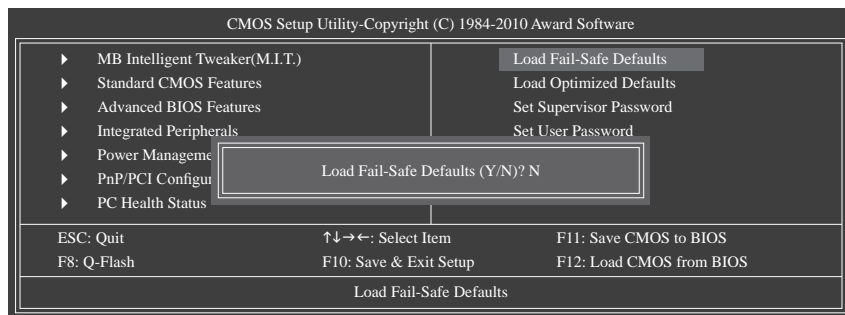 CMOS Setup Utility-Copyright (C) 1984-2010 Award Software
MB Intelligent Tweaker(M.I.T.)
Standard CMOS Features
Advanced BIOS Features
Integrated Peripherals
Power Manageme
PnP/PCI Configur
PC Health Status
Load Fail-Safe Defaults
Load Optimized Defaults
Set Supervisor Password
Set User Password
Load Fail-Safe Defaults (Y/N)? N
ESC: Quit ↑↓→←: Select Item F11: Save CMOS to BIOS
F8: Q-Flash F10: Save & Exit Setup F12: Load CMOS from BIOS
Load Fail-Safe Defaults